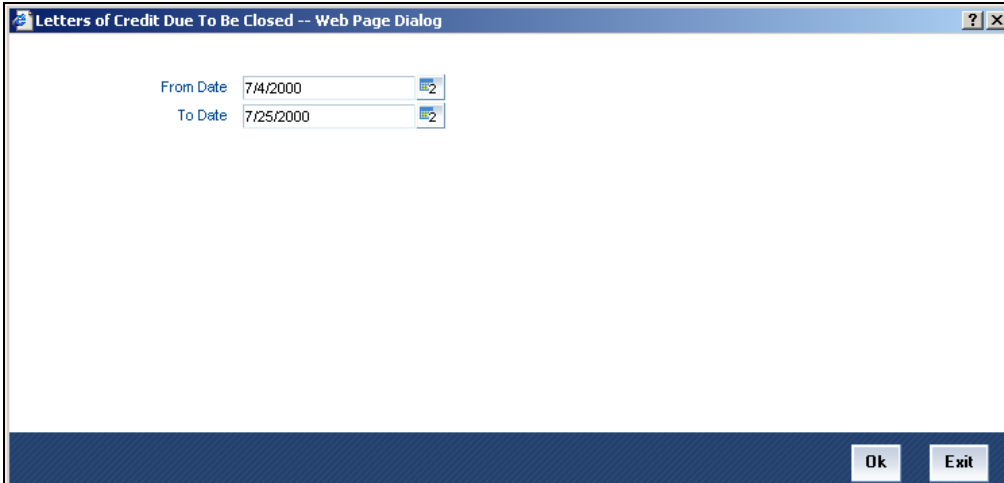 Letters of Credit Due To Be Closed -- Web Page Dialog
From Date 7/4/2000
To Date 7/25/2000
Ok Exit